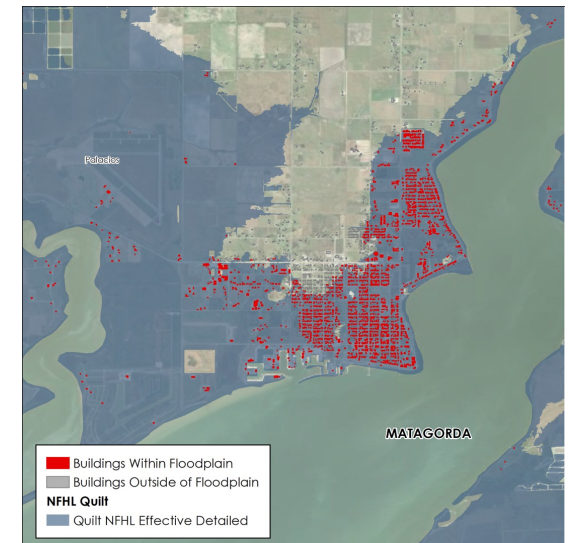 Palacios
MATAGORDA
Buildings Within Floodplain
Buildings Outside of Floodplain
NFHL Quilt
Quilt NFHL Effective Detailed